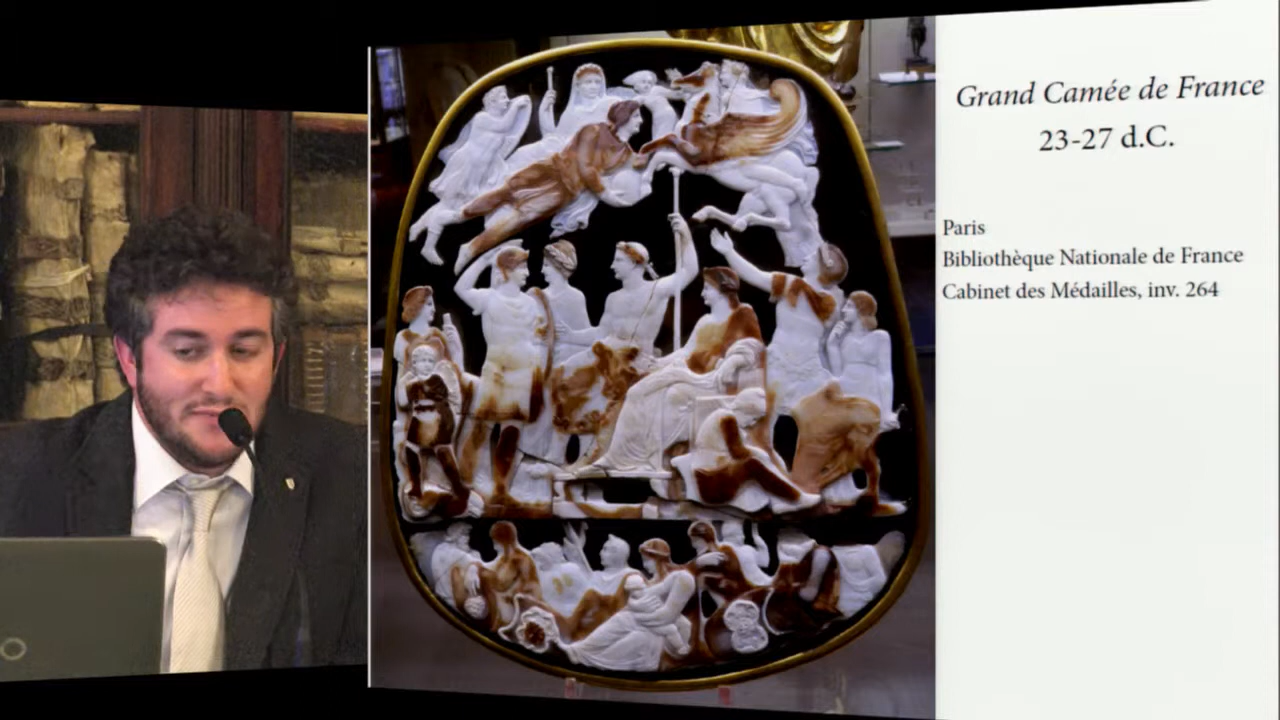 Grand Camée de France
23-27 d.C.
Paris
Bibliothèque Nationale de France
Cabinet des Médailles, inv. 264